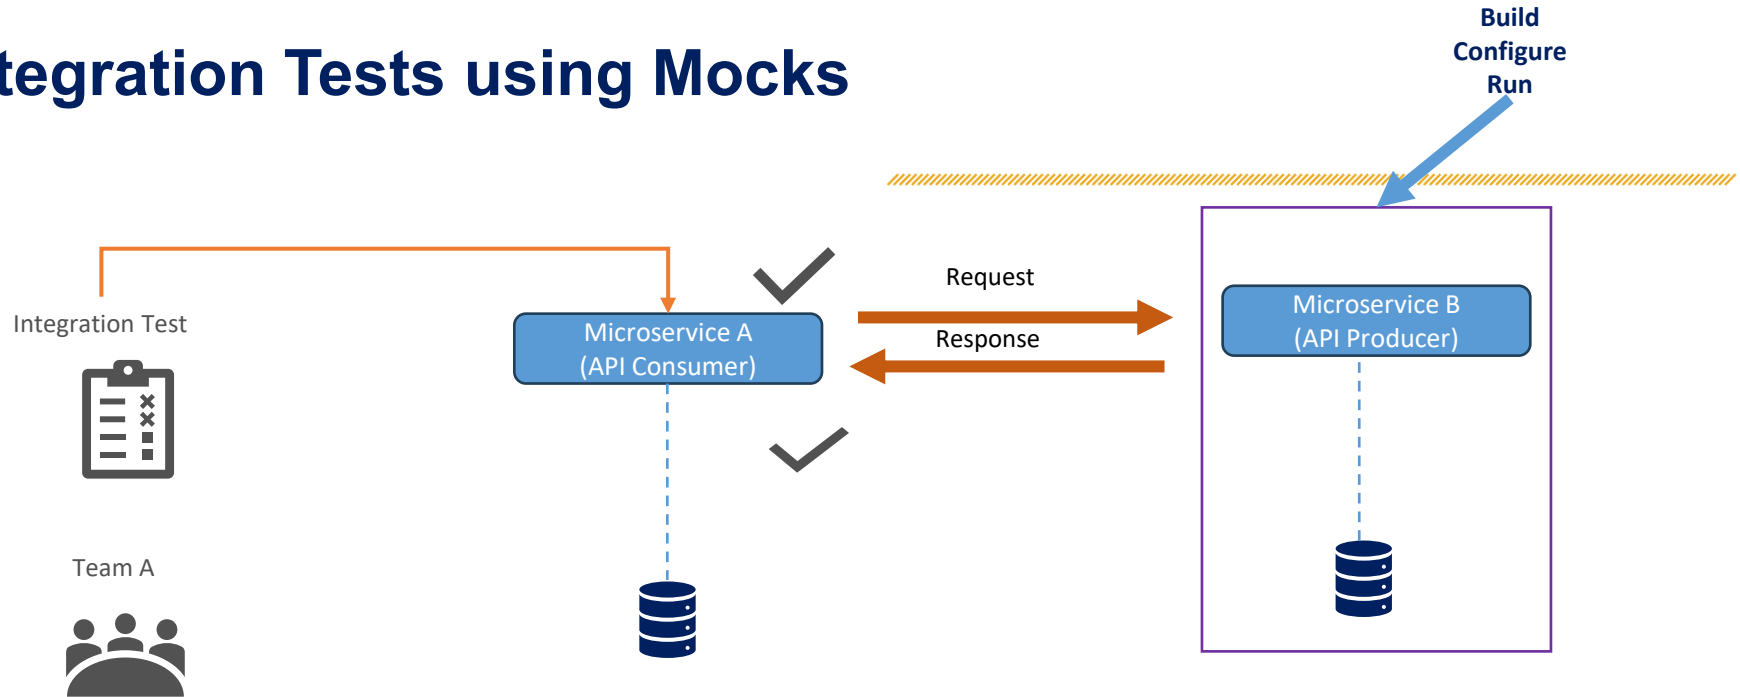 tegration Tests using Mocks
Build
Configure
Run
Integration Test
Microservice A
(API Consumer)
Request
Response
Microservice B
(API Producer)
Team A